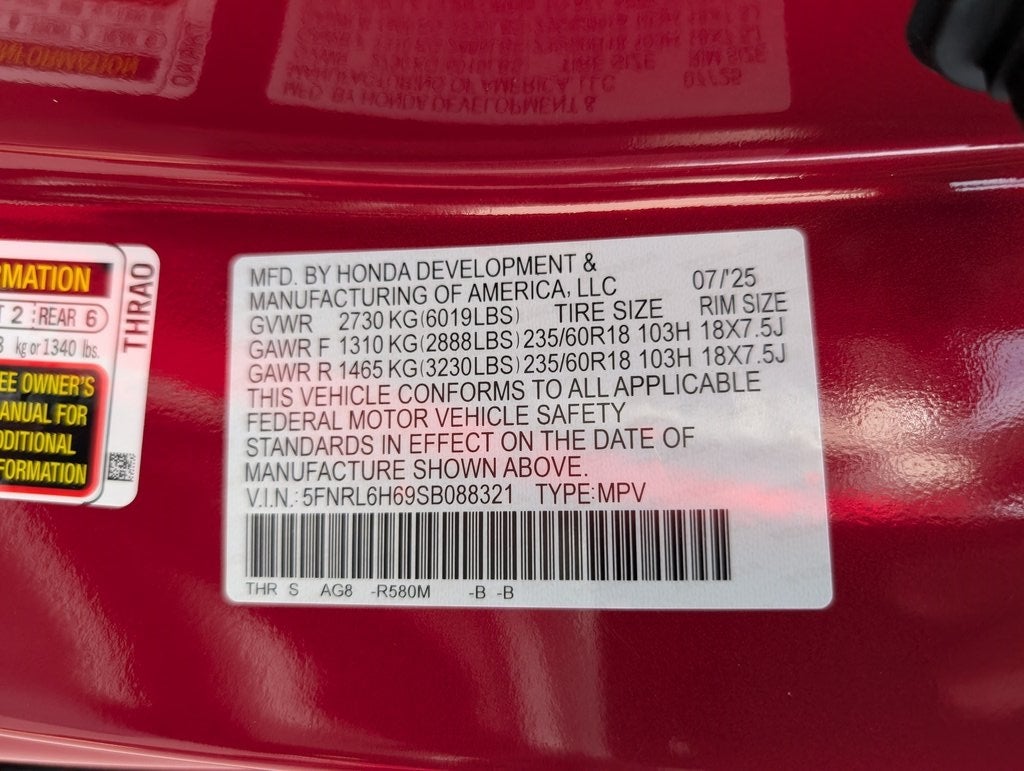 MFD. BY HONDA DEVELOPMENT &
MANUFACTURING OF AMERICA, LLC 07/'25
GVWR 2730 KG(6019LBS) TIRE SIZE RIM SIZE
GAWR F 1310 KG(2888LBS) 235/60R18 103H 18X7.5J
GAWR R 1465 KG(3230LBS) 235/60R18 103H 18X7.5J
THIS VEHICLE CONFORMS TO ALL APPLICABLE
FEDERAL MOTOR VEHICLE SAFETY
STANDARDS IN EFFECT ON THE DATE OF
MANUFACTURE SHOWN ABOVE.
V.I.N.: 5FNRL6H69SB088321 TYPE:MPV
THR S AG8 -R580M -B -B
RMATION
T 2 : REAR 6
kg or 1340 lbs.
EE OWNER'S
ANUAL FOR
DDITIONAL
FORMATION
THRAO